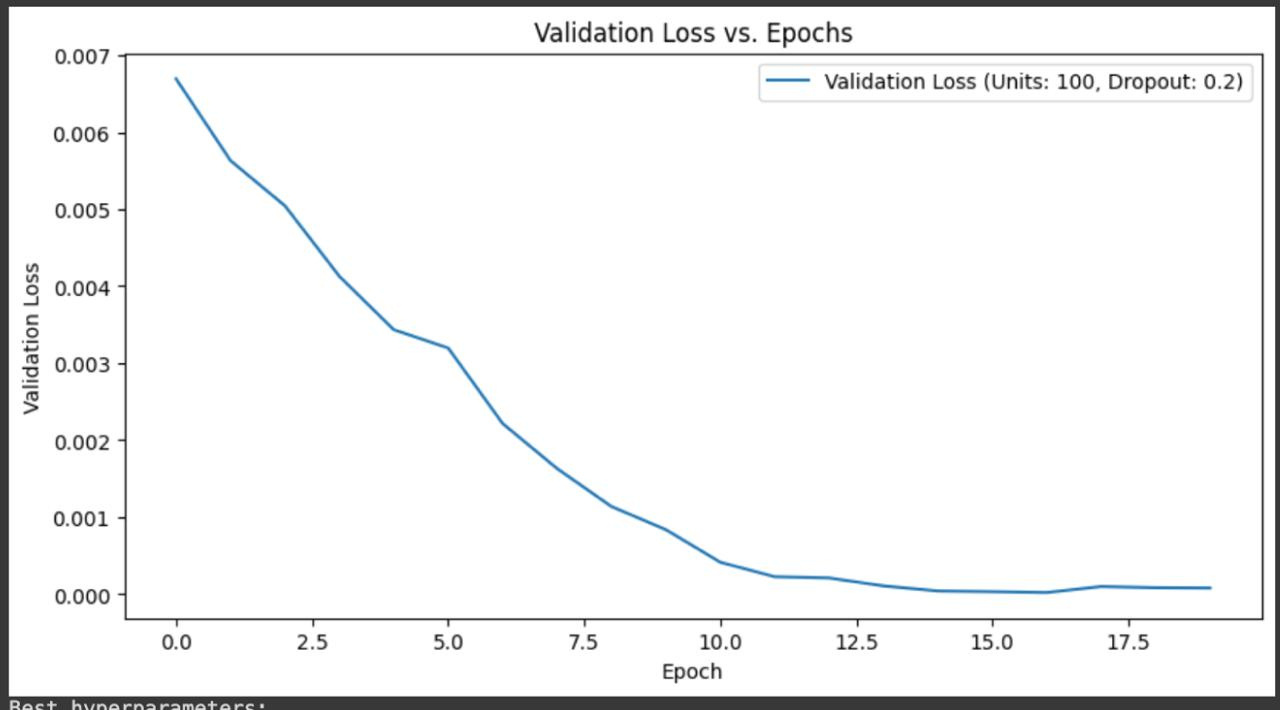 Validation Loss vs. Epochs
Validation Loss (Units: 100, Dropout: 0.2)
0.007
0.006
0.005
0.004
0.003
0.002
0.001
0.000
Validation Loss
0.0 2.5 5.0 7.5 10.0 12.5 15.0 17.5
Epoch
Best hyperparameters: